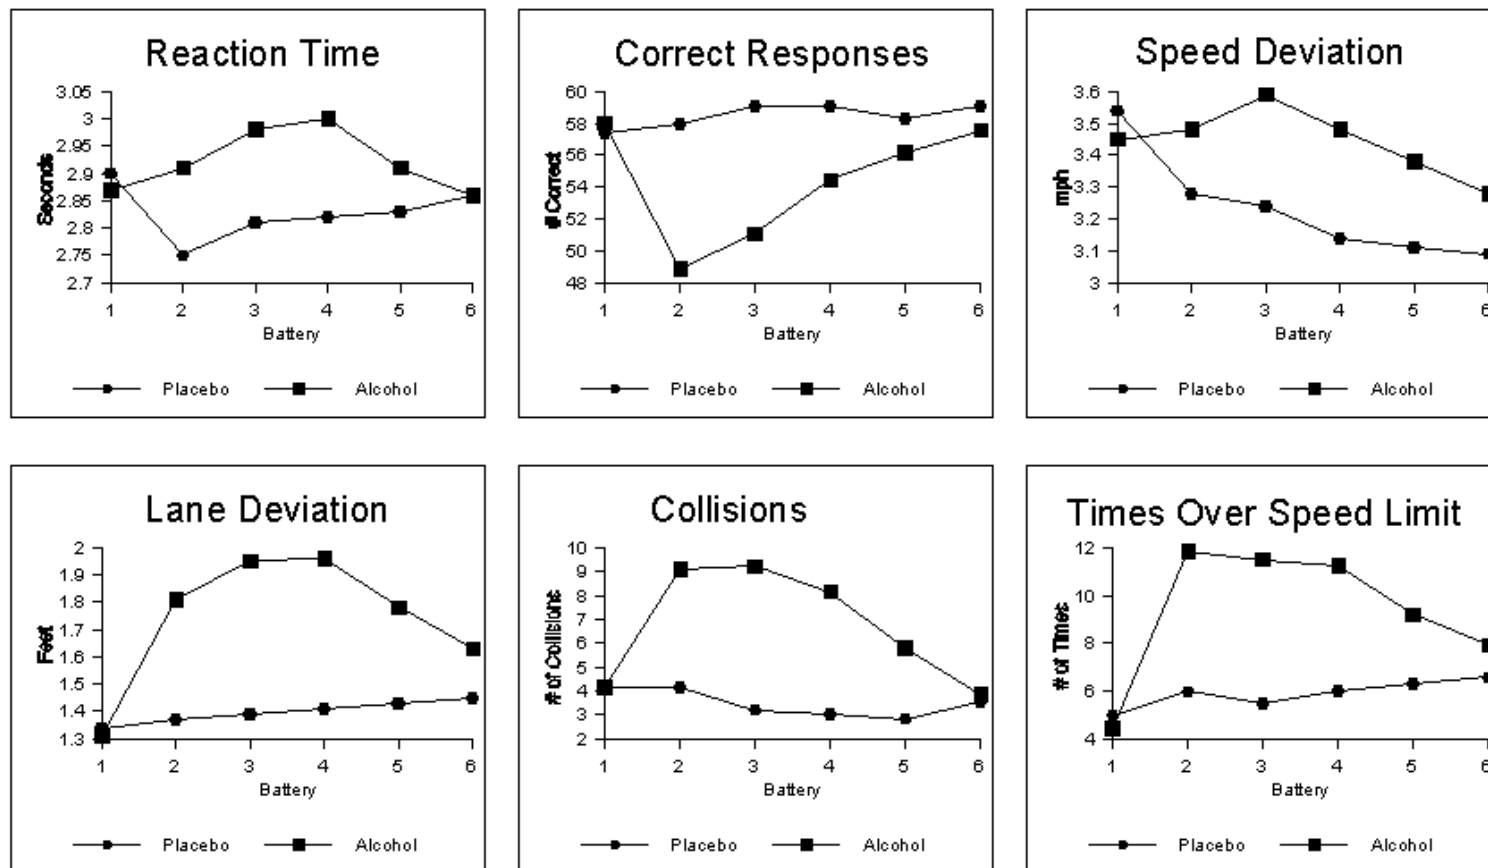 Reaction Time
3.05
3
2.95
2.9
2.85
2.8
2.75
2.7
Seconds
1 2 3 4 5 6
Battery
Placebo Alcohol
Correct Responses
60
58
56
54
52
50
48
# Correct
1 2 3 4 5 6
Battery
Placebo Alcohol
Speed Deviation
3.6
3.5
3.4
3.3
3.2
3.1
3
mph
1 2 3 4 5 6
Battery
Placebo Alcohol
Lane Deviation
2
1.9
1.8
1.7
1.6
1.5
1.4
1.3
Feet
1 2 3 4 5 6
Battery
Placebo Alcohol
Collisions
10
9
8
7
6
5
4
3
2
# of Collisions
1 2 3 4 5 6
Battery
Placebo Alcohol
Times Over Speed Limit
12
10
8
6
4
# of Times
1 2 3 4 5 6
Battery
Placebo Alcohol